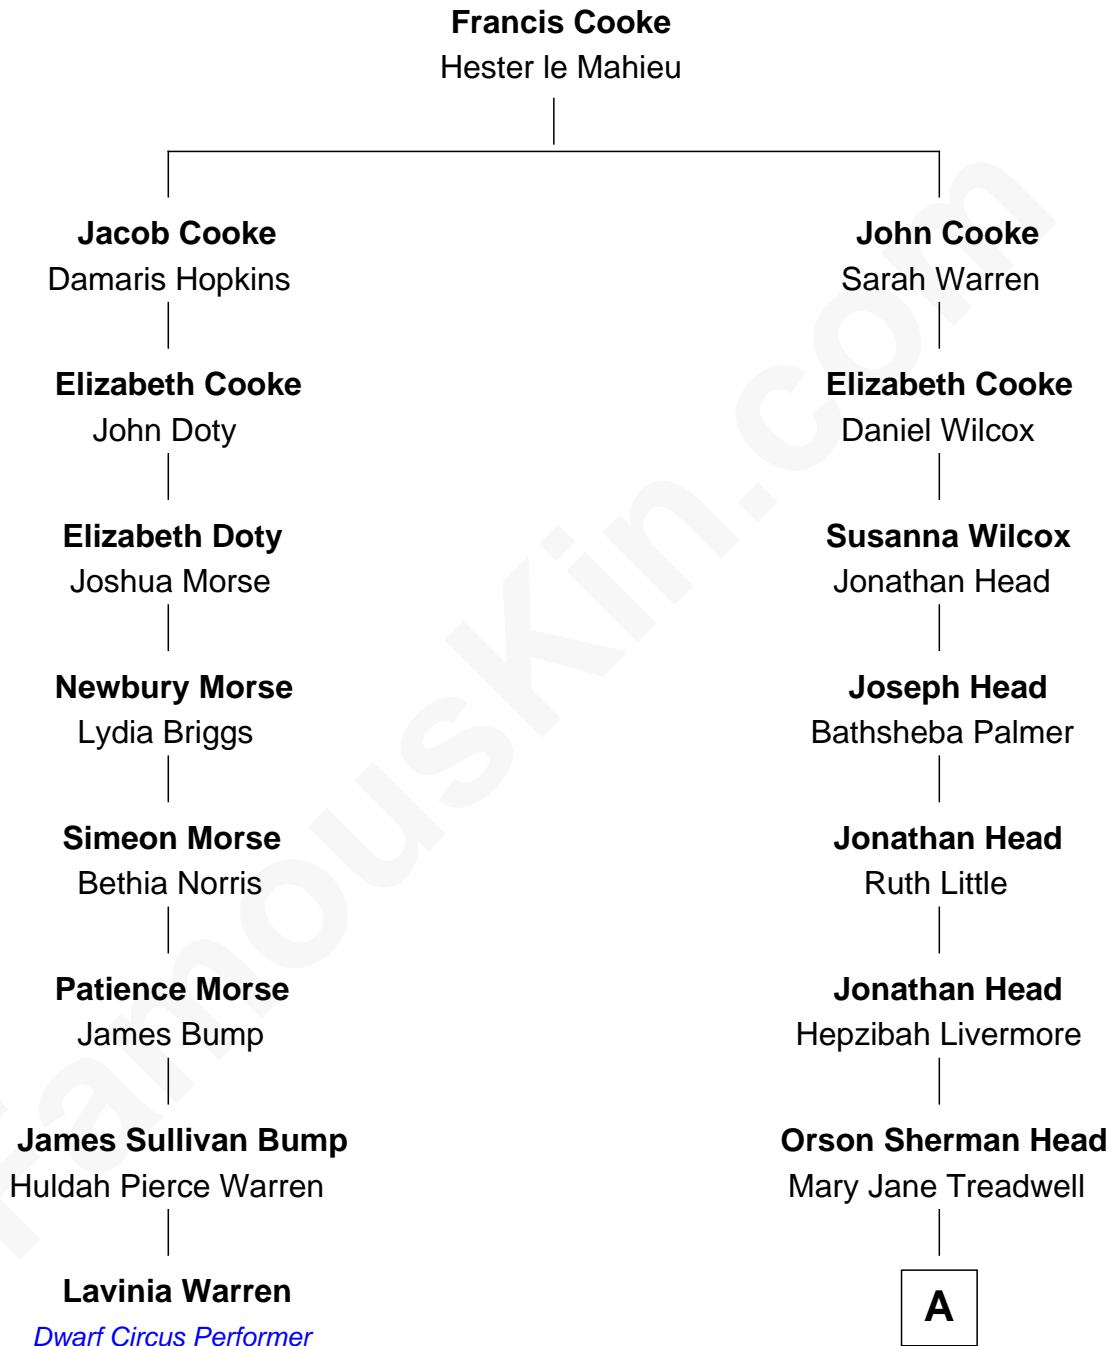 Francis Cooke
Hester le Mahieu
Jacob Cooke
Damaris Hopkins
John Cooke
Sarah Warren
Elizabeth Cooke
John Doty
Elizabeth Cooke
Daniel Wilcox
Elizabeth Doty
Joshua Morse
Susanna Wilcox
Jonathan Head
Newbury Morse
Lydia Briggs
Joseph Head
Bathsheba Palmer
Simeon Morse
Bethia Norris
Jonathan Head
Ruth Little
Patience Morse
James Bump
Jonathan Head
Hepzibah Livermore
James Sullivan Bump
Huldah Pierce Warren
Orson Sherman Head
Mary Jane Treadwell
Lavinia Warren
Dwarf Circus Performer
A
FamousKin.com